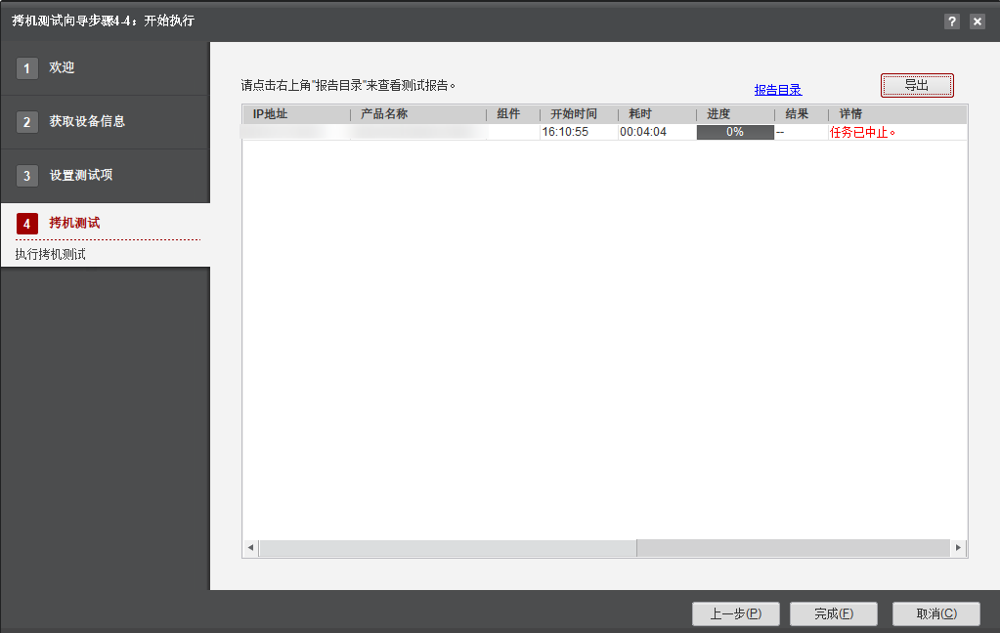 拷机测试向导步骤4-4：开始执行
?
×
1 欢迎
2 获取设备信息
3 设置测试项
4 拷机测试
执行拷机测试
请点击右上角"报告目录"来查看测试报告。
报告目录
导出
IP地址 产品名称 组件 开始时间 耗时 进度 结果 详情
16:10:55 00:04:04 0% -- 任务已中止。
上一步(P) 完成(F) 取消(C)